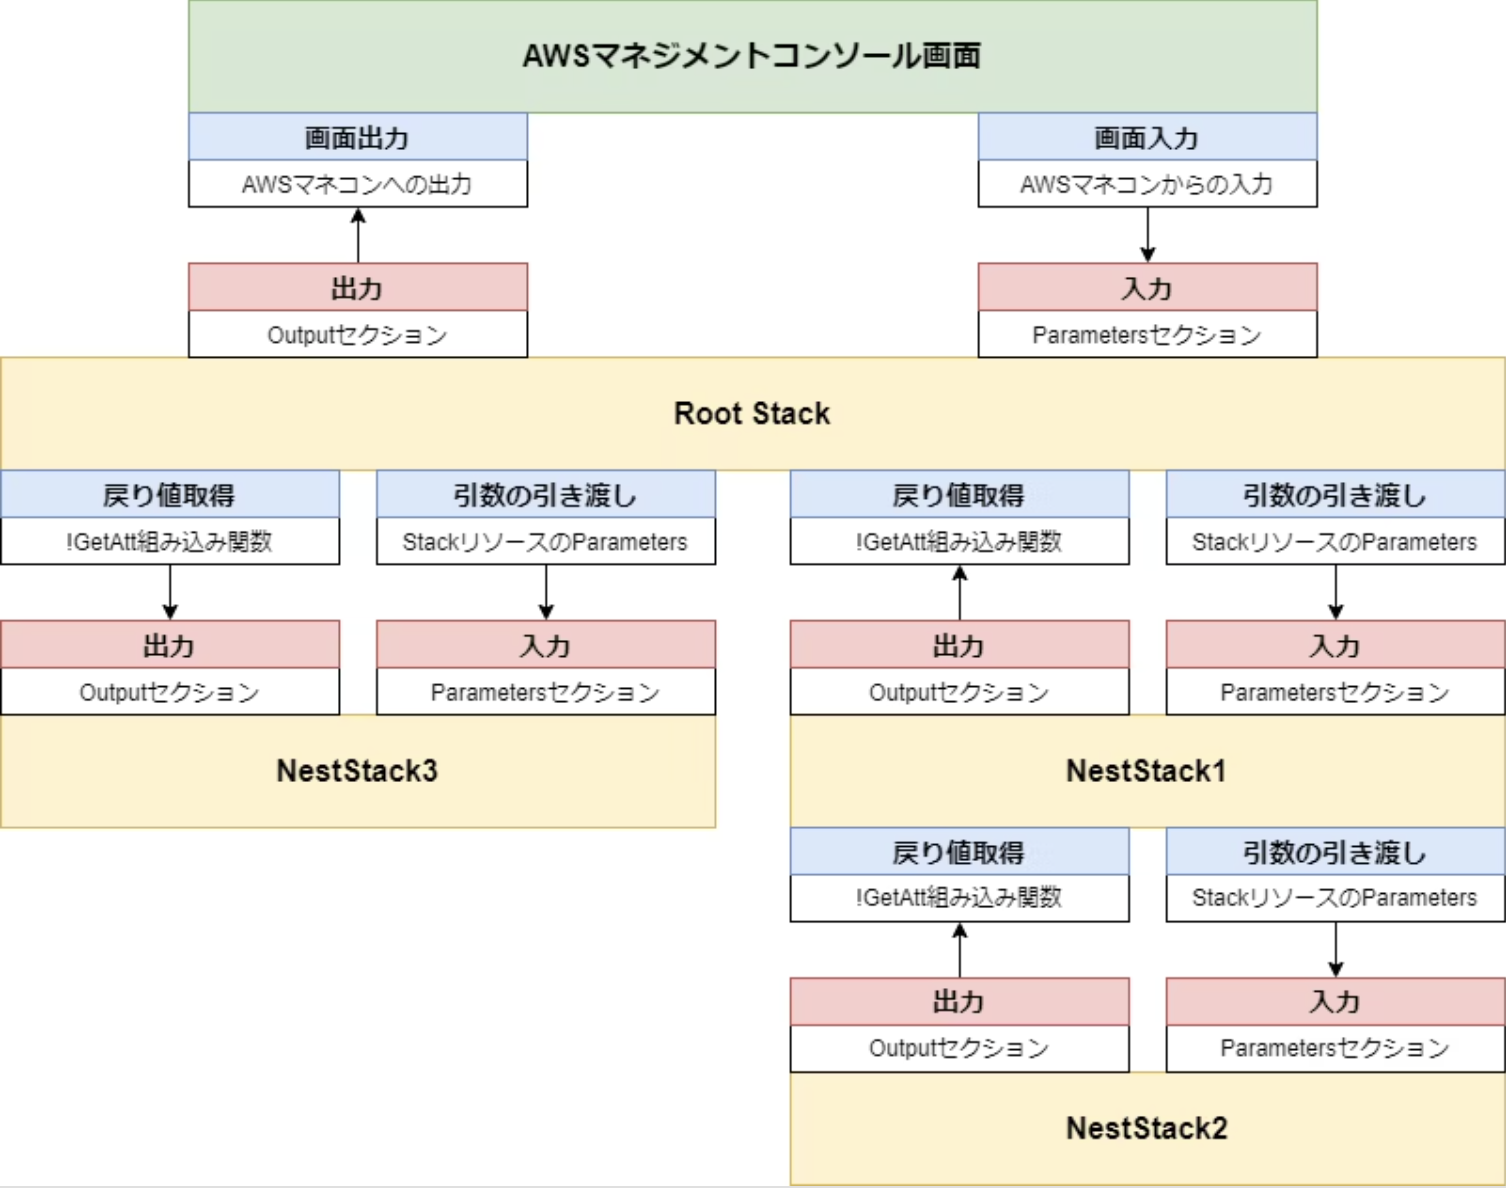 AWSマネジメントコンソール画面
画面出力
AWSマネコンへの出力
画面入力
AWSマネコンからの入力
出力
Outputセクション
入力
Parametersセクション
Root Stack
戻り値取得
!GetAtt組み込み関数
引数の引き渡し
StackリソースのParameters
戻り値取得
!GetAtt組み込み関数
引数の引き渡し
StackリソースのParameters
出力
Outputセクション
入力
Parametersセクション
出力
Outputセクション
入力
Parametersセクション
NestStack3
NestStack1
戻り値取得
!GetAtt組み込み関数
引数の引き渡し
StackリソースのParameters
出力
Outputセクション
入力
Parametersセクション
NestStack2